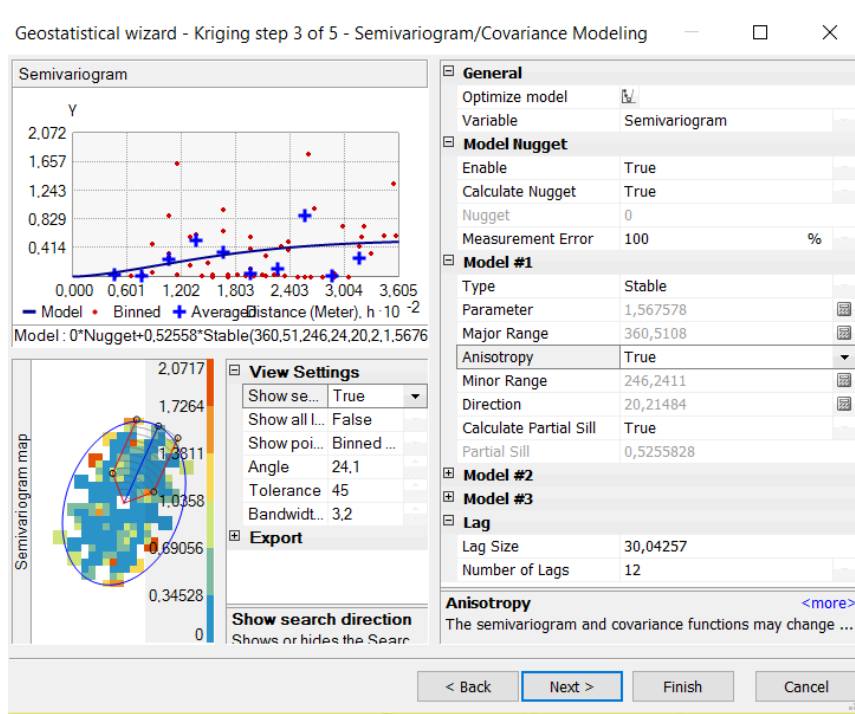 Geostatistical wizard - Kriging step 3 of 5 - Semivariogram/Covariance Modeling
Semivariogram
Y
2,072
1,657
1,243
0,829
0,414
0,000 0,601 1,202 1,803 2,403 3,004 3,605
Model Binned Averaged Distance (Meter), h · 10 -2
Model : 0*Nugget+0,52558*Stable(360,51,246,24,20,2,1,5676
Semivariogram map
2,0717
1,7264
1,3811
1,0358
0,69056
0,34528
0
View Settings
Show se... True
Show all l... False
Show poi... Binned ...
Angle 24,1
Tolerance 45
Bandwidt... 3,2
Export
Show search direction
Shows or hides the Searc
General
Optimize model
Variable Semivariogram
Model Nugget
Enable True
Calculate Nugget True
Nugget 0
Measurement Error 100 %
Model #1
Type Stable
Parameter 1,567578
Major Range 360,5108
Anisotropy True
Minor Range 246,2411
Direction 20,21484
Calculate Partial Sill True
Partial Sill 0,5255828
Model #2
Model #3
Lag
Lag Size 30,04257
Number of Lags 12
Anisotropy <more>
The semivariogram and covariance functions may change ...
< Back Next > Finish Cancel